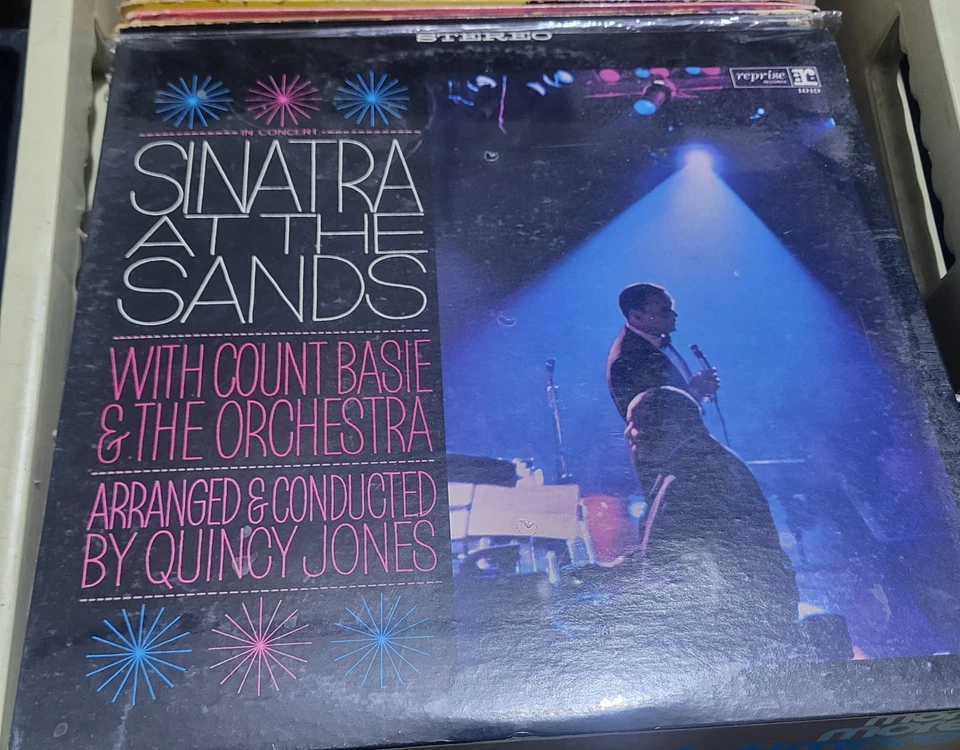 STEREO
reprise
RECORDS
1019
IN CONCERT
SINATRA
AT THE
SANDS
WITH COUNT BASIE
& THE ORCHESTRA
ARRANGED & CONDUCTED
BY QUINCY JONES